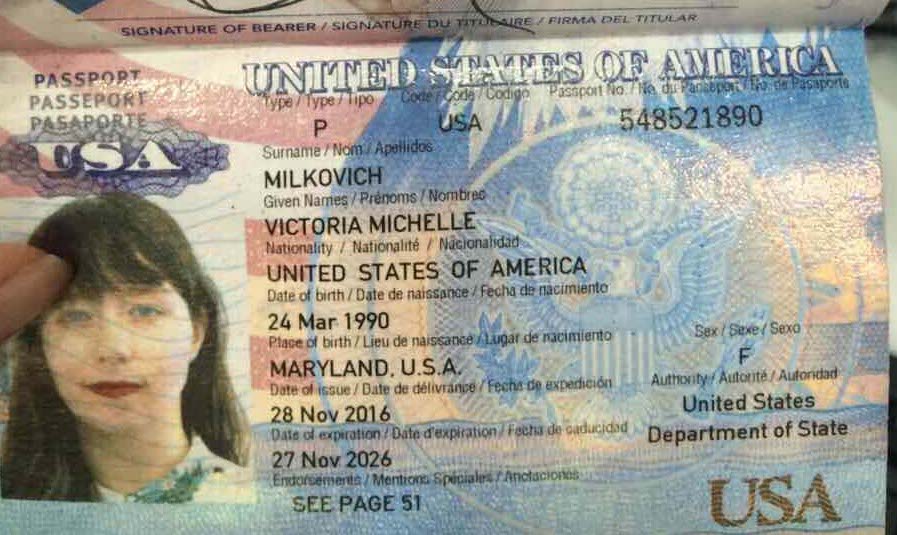 SIGNATURE OF BEARER / SIGNATURE DU TITULAIRE / FIRMA DEL TITULAR
PASSPORT
PASSEPORT
PASAPORTE
USA
UNITED STATES OF AMERICA
Type / Type / Tipo Code / Code / Codigo Passport No. / No. du Passeport / No. de Pasaporte
P USA 548521890
Surname / Nom / Apellidos
MILKOVICH
Given Names / Prénoms / Nombres
VICTORIA MICHELLE
Nationality / Nationalité / Nacionalidad
UNITED STATES OF AMERICA
Date of birth / Date de naissance / Fecha de nacimiento
24 Mar 1990
Place of birth / Lieu de naissance / Lugar de nacimiento
MARYLAND, U.S.A.
Sex / Sexe / Sexo
F
Date of issue / Date de délivrance / Fecha de expedición
28 Nov 2016
Authority / Autorité / Autoridad
United States
Department of State
Date of expiration / Date d'expiration / Fecha de caducidad
27 Nov 2026
Endorsements / Mentions Spéciales / Anotaciones
SEE PAGE 51
USA